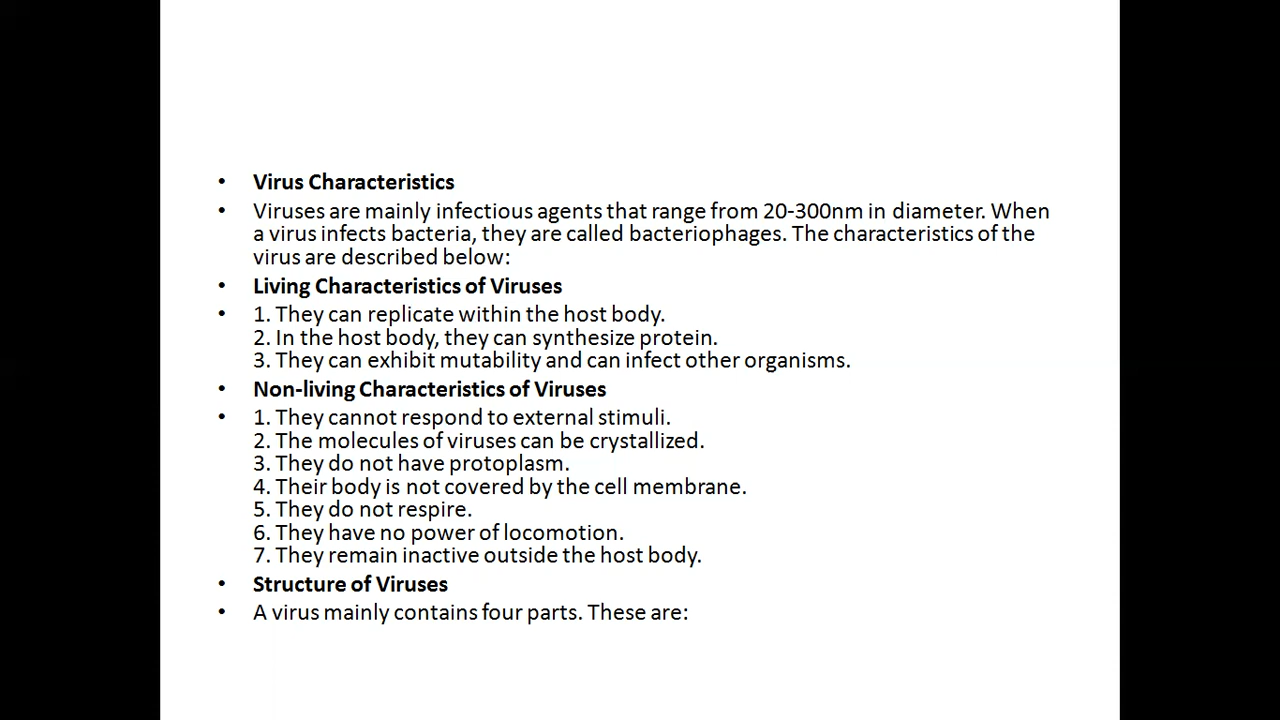 • Virus Characteristics
• Viruses are mainly infectious agents that range from 20-300nm in diameter. When
a virus infects bacteria, they are called bacteriophages. The characteristics of the
virus are described below:
• Living Characteristics of Viruses
• 1. They can replicate within the host body.
2. In the host body, they can synthesize protein.
3. They can exhibit mutability and can infect other organisms.
• Non-living Characteristics of Viruses
• 1. They cannot respond to external stimuli.
2. The molecules of viruses can be crystallized.
3. They do not have protoplasm.
4. Their body is not covered by the cell membrane.
5. They do not respire.
6. They have no power of locomotion.
7. They remain inactive outside the host body.
• Structure of Viruses
• A virus mainly contains four parts. These are: